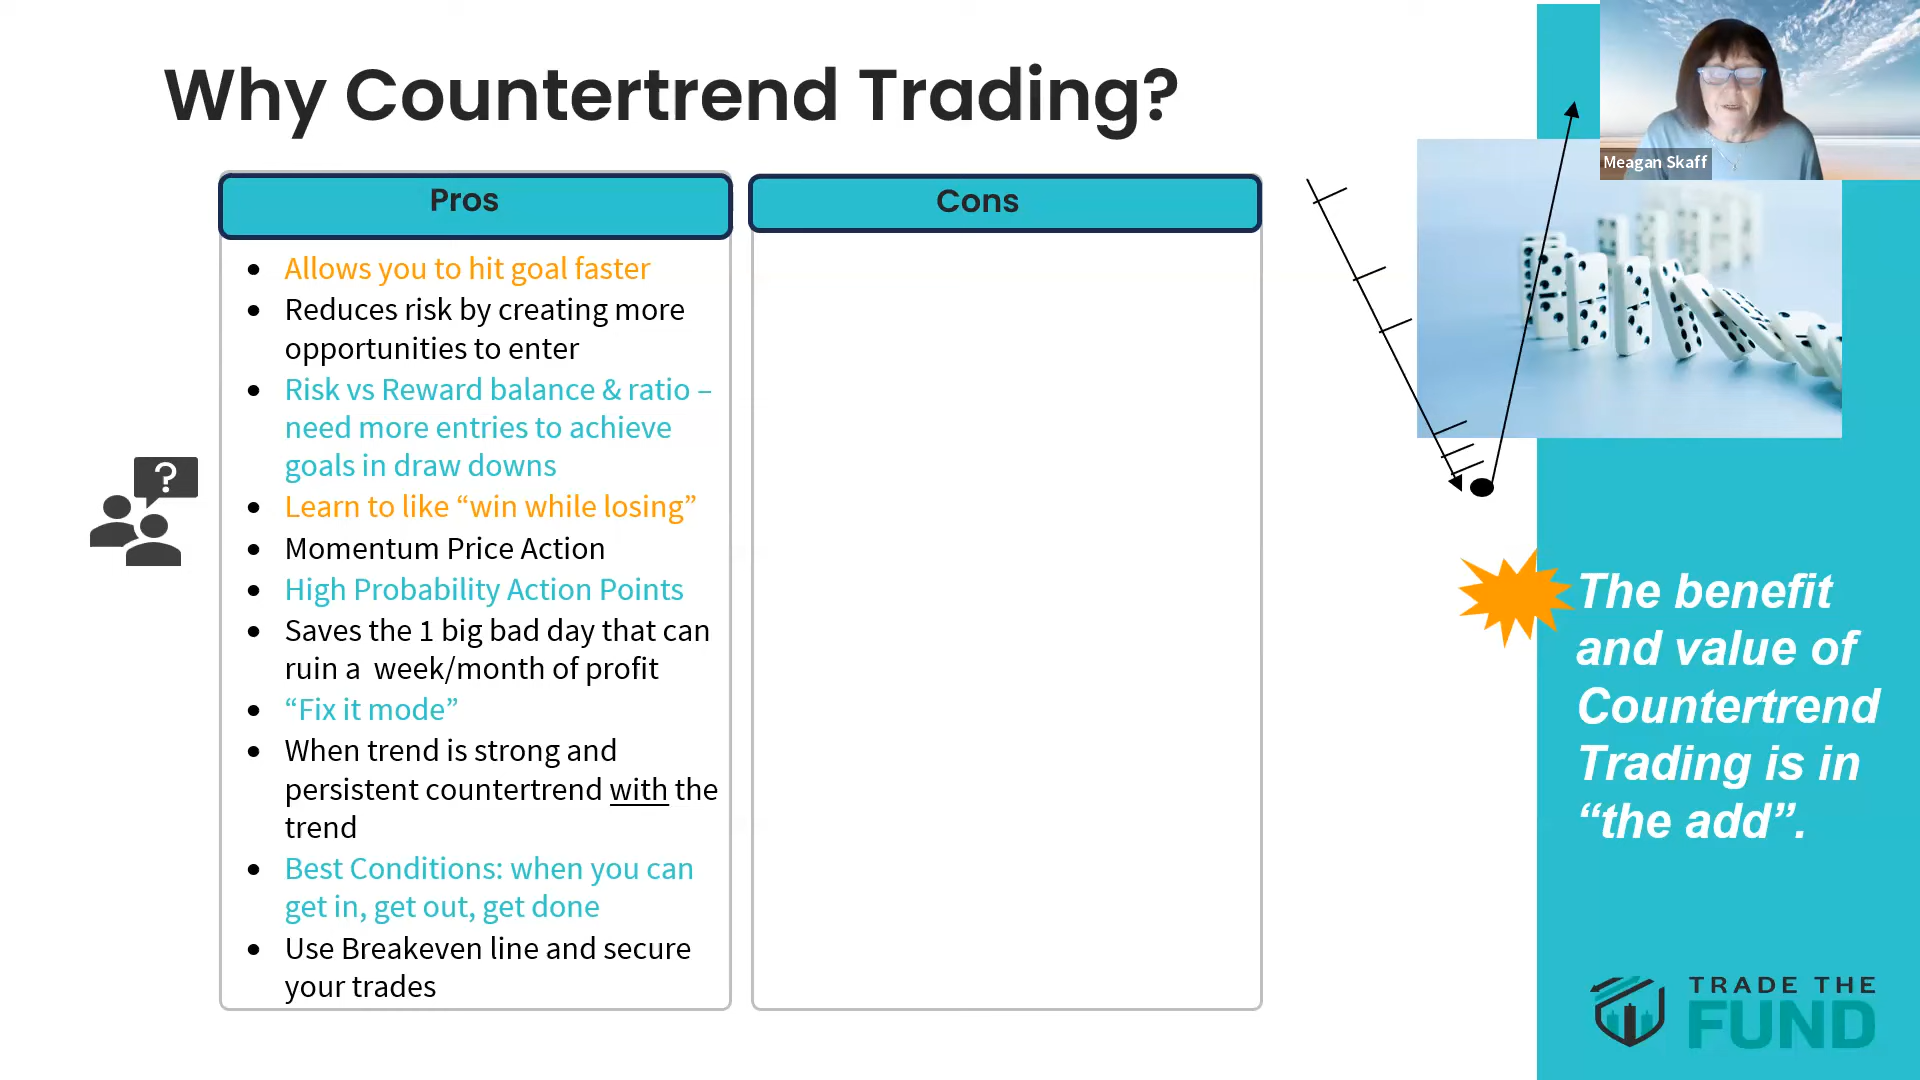 Why Countertrend Trading?
Meagan Skaff
Pros
Allows you to hit goal faster
Reduces risk by creating more
opportunities to enter
Risk vs Reward balance & ratio –
need more entries to achieve
goals in draw downs
Learn to like “win while losing”
Momentum Price Action
High Probability Action Points
Saves the 1 big bad day that can
ruin a  week/month of profit
“Fix it mode”
When trend is strong and
persistent countertrend with the
trend
Best Conditions: when you can
get in, get out, get done
Use Breakeven line and secure
your trades
Cons
?
The benefit
and value of
Countertrend
Trading is in
“the add”.
TRADE THE
FUND